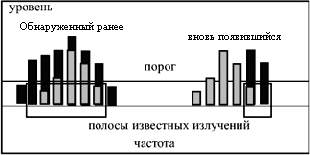 уровень
Обнаруженный ранее
вновь появившийся
порог
полосы известных излучений
частота